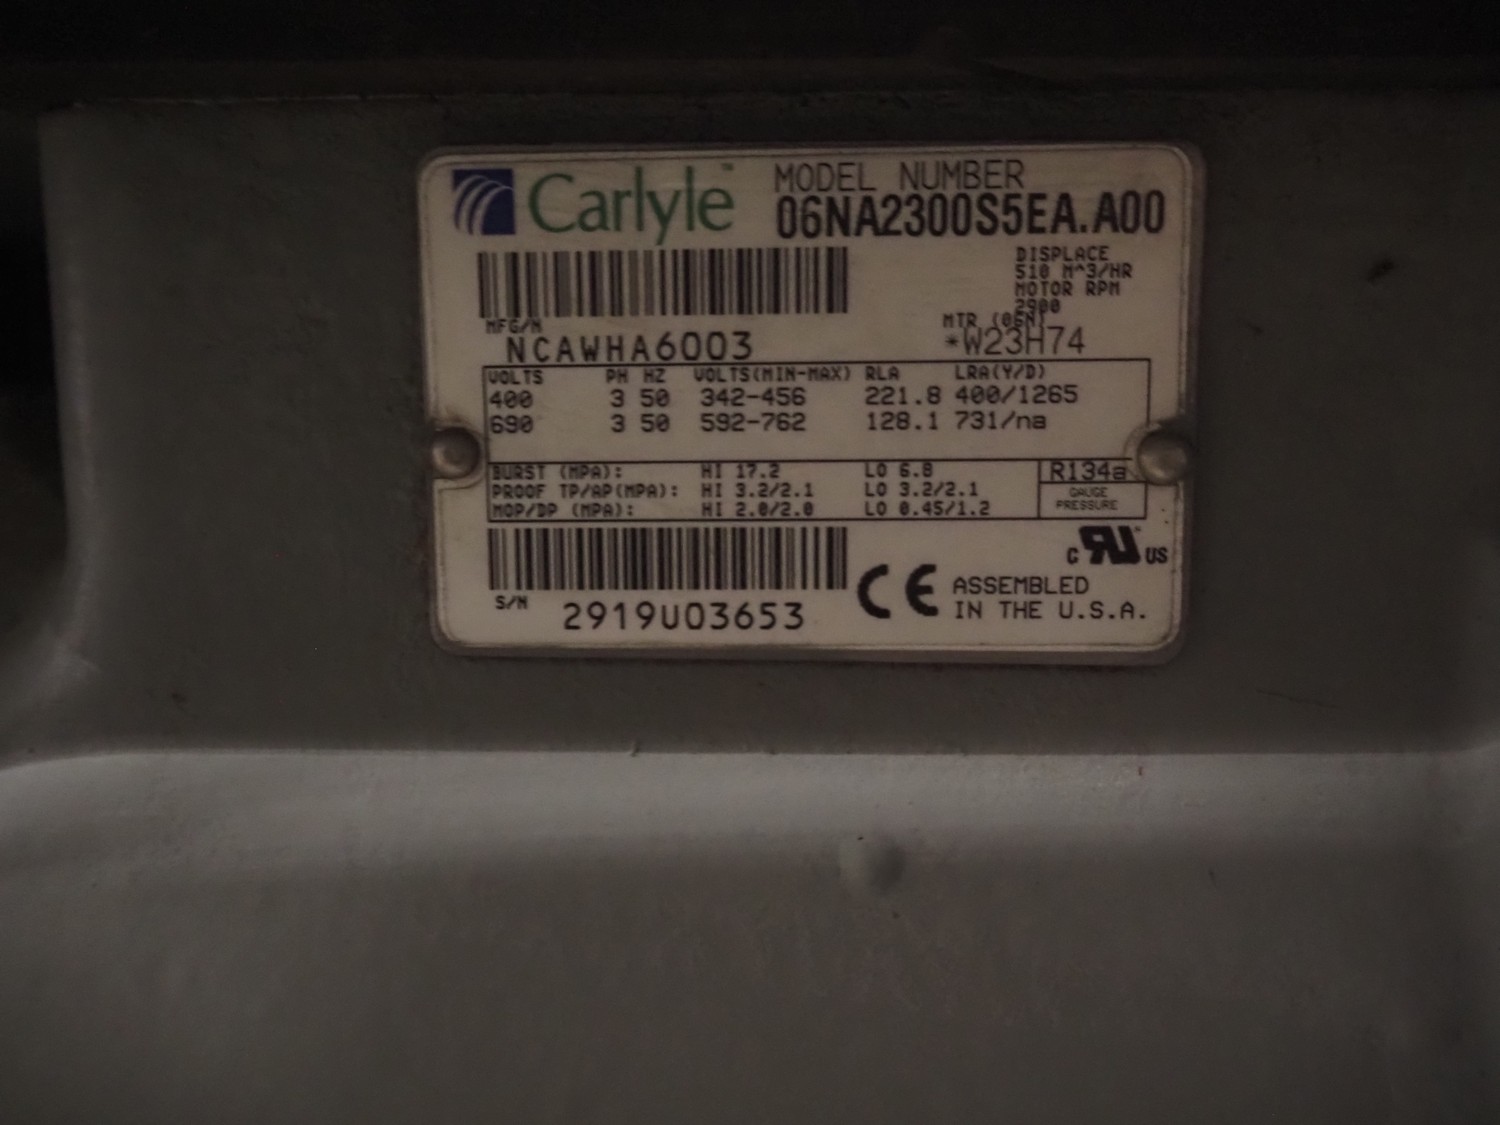 Carlyle™
MODEL NUMBER
06NA2300S5EA.A00
DISPLACE
510 M^3/HR
MOTOR RPM
2900
MFG/N
NCAWHA6003
MTR (06N)
*W23H74
VOLTS PH HZ VOLTS(MIN-MAX) RLA LRA(Y/D)
400 3 50 342-456 221.8 400/1265
690 3 50 592-762 128.1 731/na
BURST (MPA): HI 17.2 LO 6.8
PROOF TP/AP(MPA): HI 3.2/2.1 LO 3.2/2.1
MOP/DP (MPA): HI 2.0/2.0 LO 0.45/1.2
R134a
GAUGE
PRESSURE
S/N
2919U03653
CE
c RU US
ASSEMBLED
IN THE U.S.A.